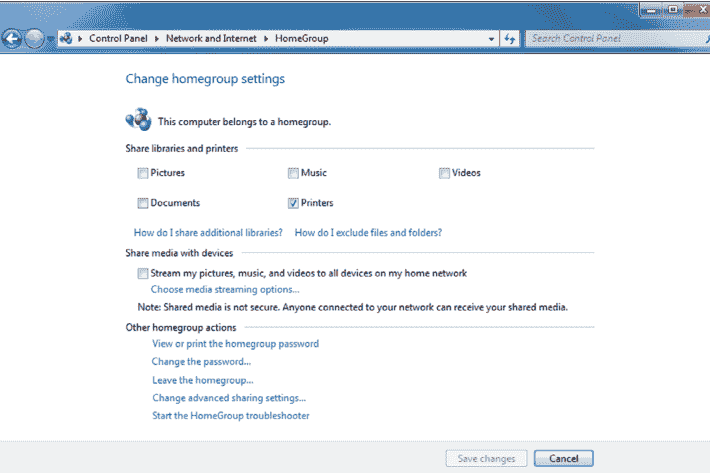 Control Panel Network and Internet HomeGroup Search Control Panel
Change homegroup settings
This computer belongs to a homegroup.
Share libraries and printers
Pictures Music Videos
Documents Printers
How do I share additional libraries? How do I exclude files and folders?
Share media with devices
Stream my pictures, music, and videos to all devices on my home network
Choose media streaming options...
Note: Shared media is not secure. Anyone connected to your network can receive your shared media.
Other homegroup actions
View or print the homegroup password
Change the password...
Leave the homegroup...
Change advanced sharing settings...
Start the HomeGroup troubleshooter
Save changes Cancel